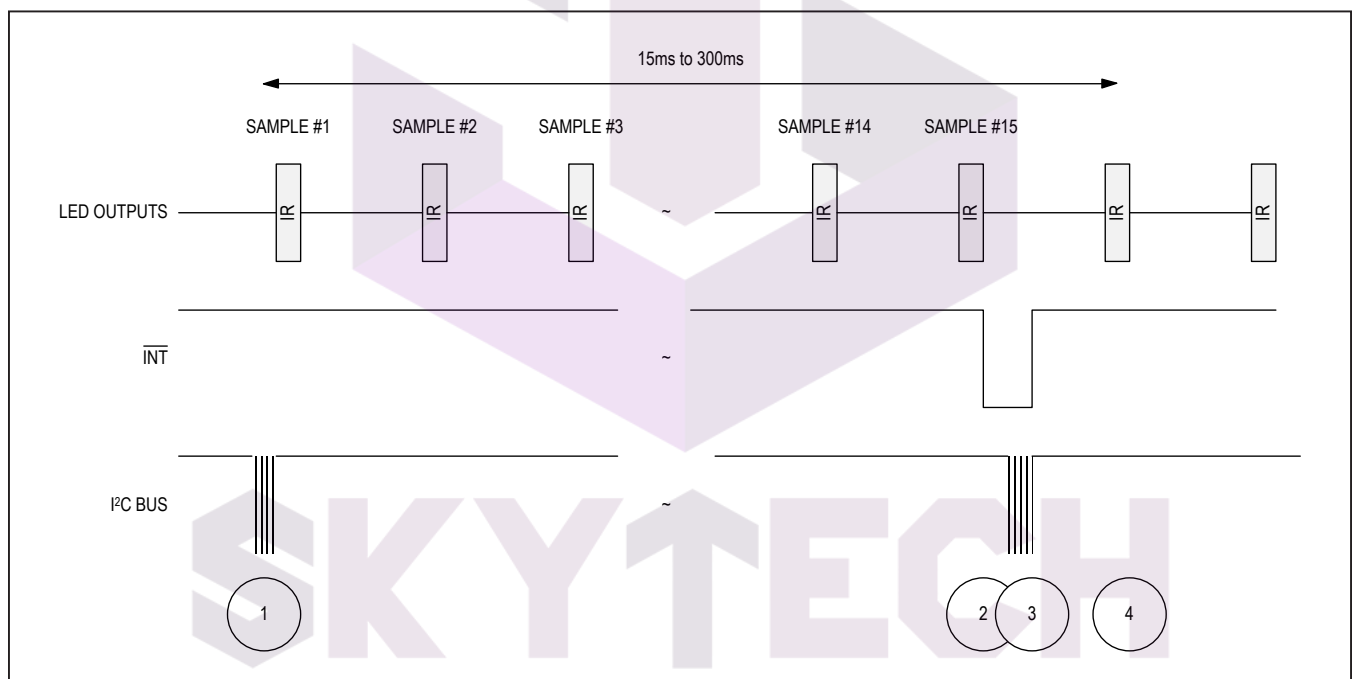 15ms to 300ms
SAMPLE #1 SAMPLE #2 SAMPLE #3 SAMPLE #14 SAMPLE #15
LED OUTPUTS IR IR IR ~ IR IR IR IR
INT ~
I²C BUS ~
SKYTECH
1 2 3 4